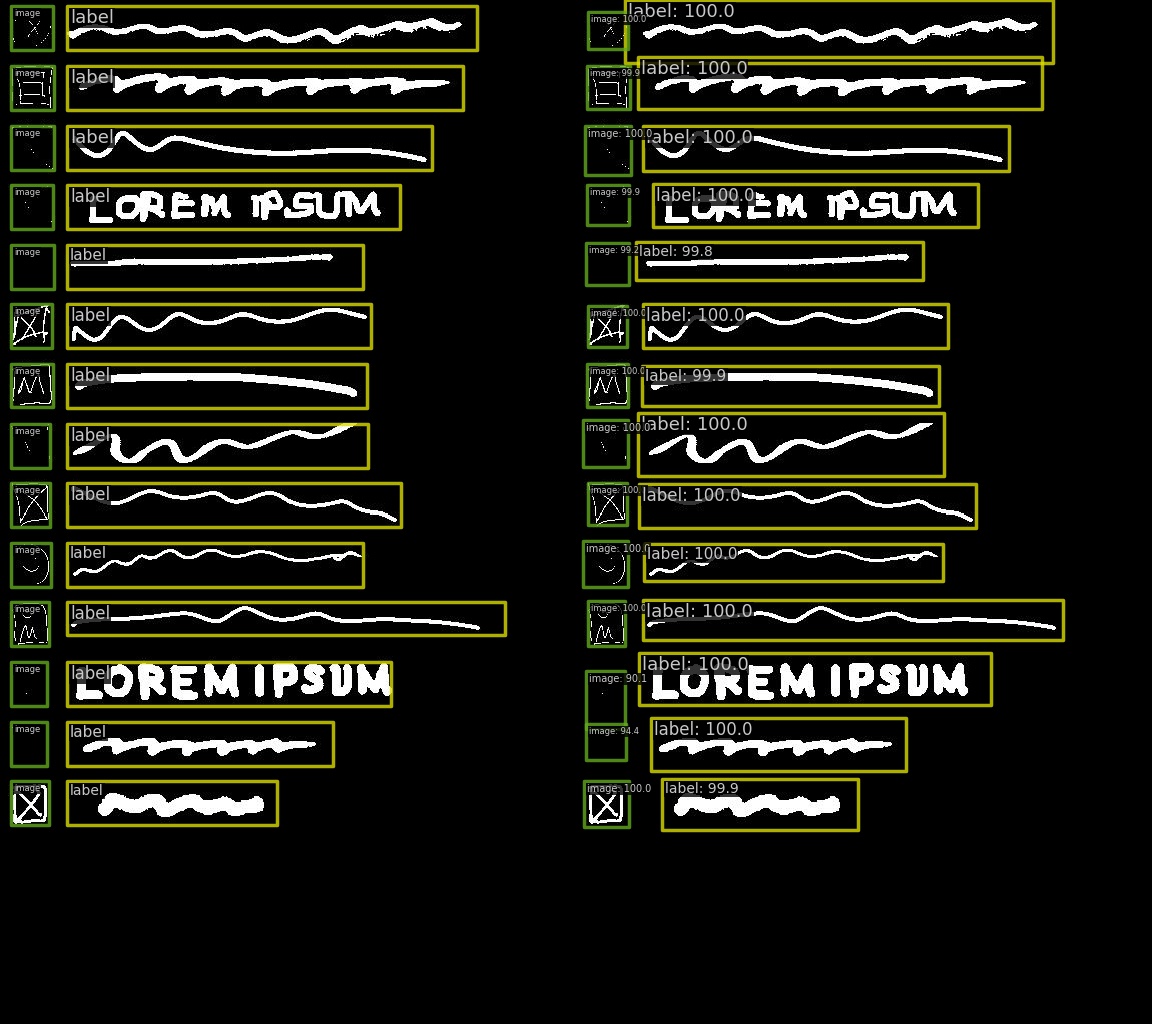 image label image: 100.0 label: 100.0
image label image: 99.9 label: 100.0
image label image: 100.0 label: 100.0
image label LOREM IPSUM image: 99.9 label: 100.0 LOREM IPSUM
image label image: 99.2 label: 99.8
image label image: 100.0 label: 100.0
image label image: 100.0 label: 99.9
image label image: 100.0 label: 100.0
image label image: 100. label: 100.0
image label image: 100.0 label: 100.0
image label image: 100.0 label: 100.0
image label LOREM IPSUM image: 90.1 label: 100.0 LOREM IPSUM
image label image: 94.4 label: 100.0
image label image: 100.0 label: 99.9